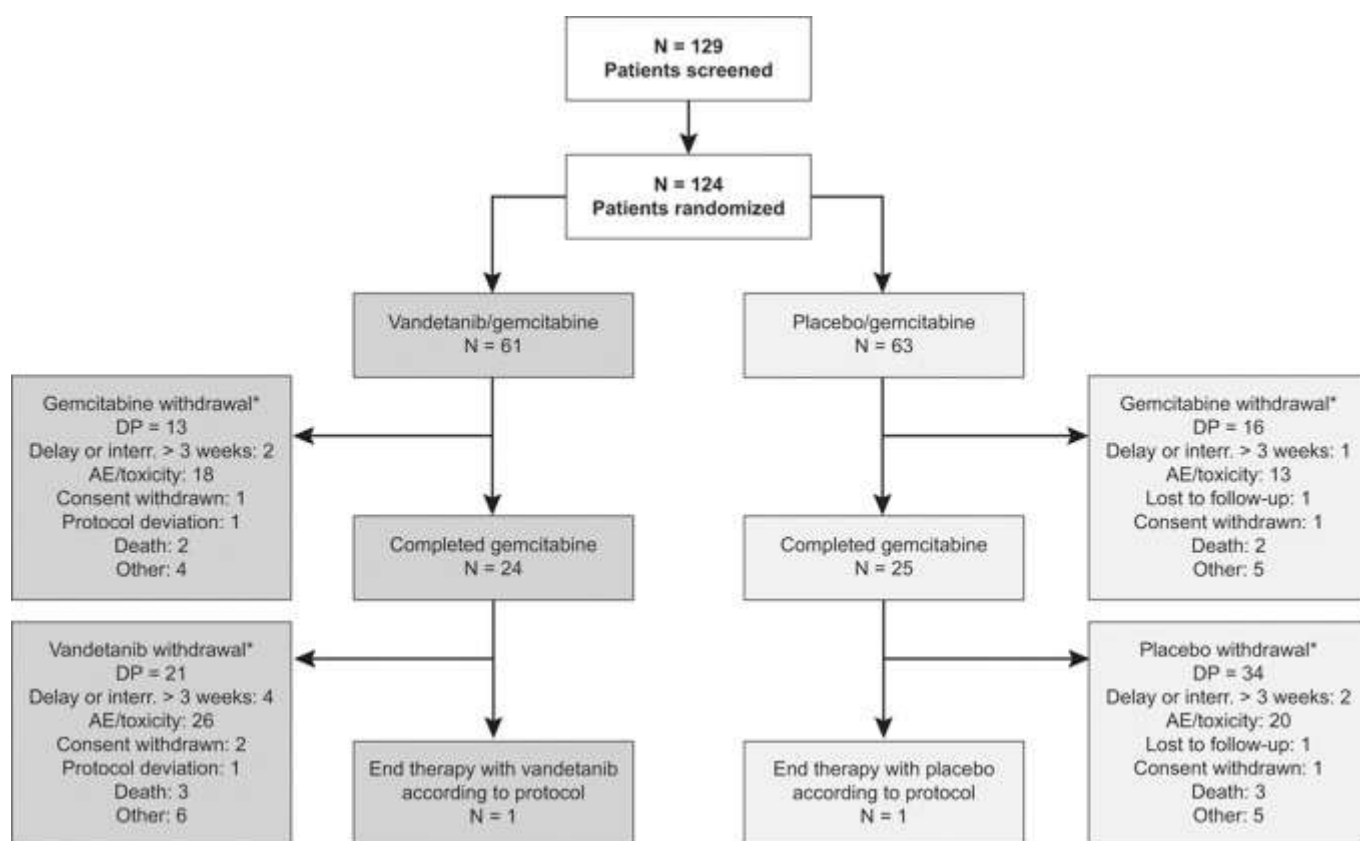 N = 129
Patients screened
N = 124
Patients randomized
Vandetanib/gemcitabine
N = 61
Placebo/gemcitabine
N = 63
Gemcitabine withdrawal*
DP = 13
Delay or interr. > 3 weeks: 2
AE/toxicity: 18
Consent withdrawn: 1
Protocol deviation: 1
Death: 2
Other: 4
Gemcitabine withdrawal*
DP = 16
Delay or interr. > 3 weeks: 1
AE/toxicity: 13
Lost to follow-up: 1
Consent withdrawn: 1
Death: 2
Other: 5
Completed gemcitabine
N = 24
Completed gemcitabine
N = 25
Vandetanib withdrawal*
DP = 21
Delay or interr. > 3 weeks: 4
AE/toxicity: 26
Consent withdrawn: 2
Protocol deviation: 1
Death: 3
Other: 6
Placebo withdrawal*
DP = 34
Delay or interr. > 3 weeks: 2
AE/toxicity: 20
Lost to follow-up: 1
Consent withdrawn: 1
Death: 3
Other: 5
End therapy with vandetanib
according to protocol
N = 1
End therapy with placebo
according to protocol
N = 1